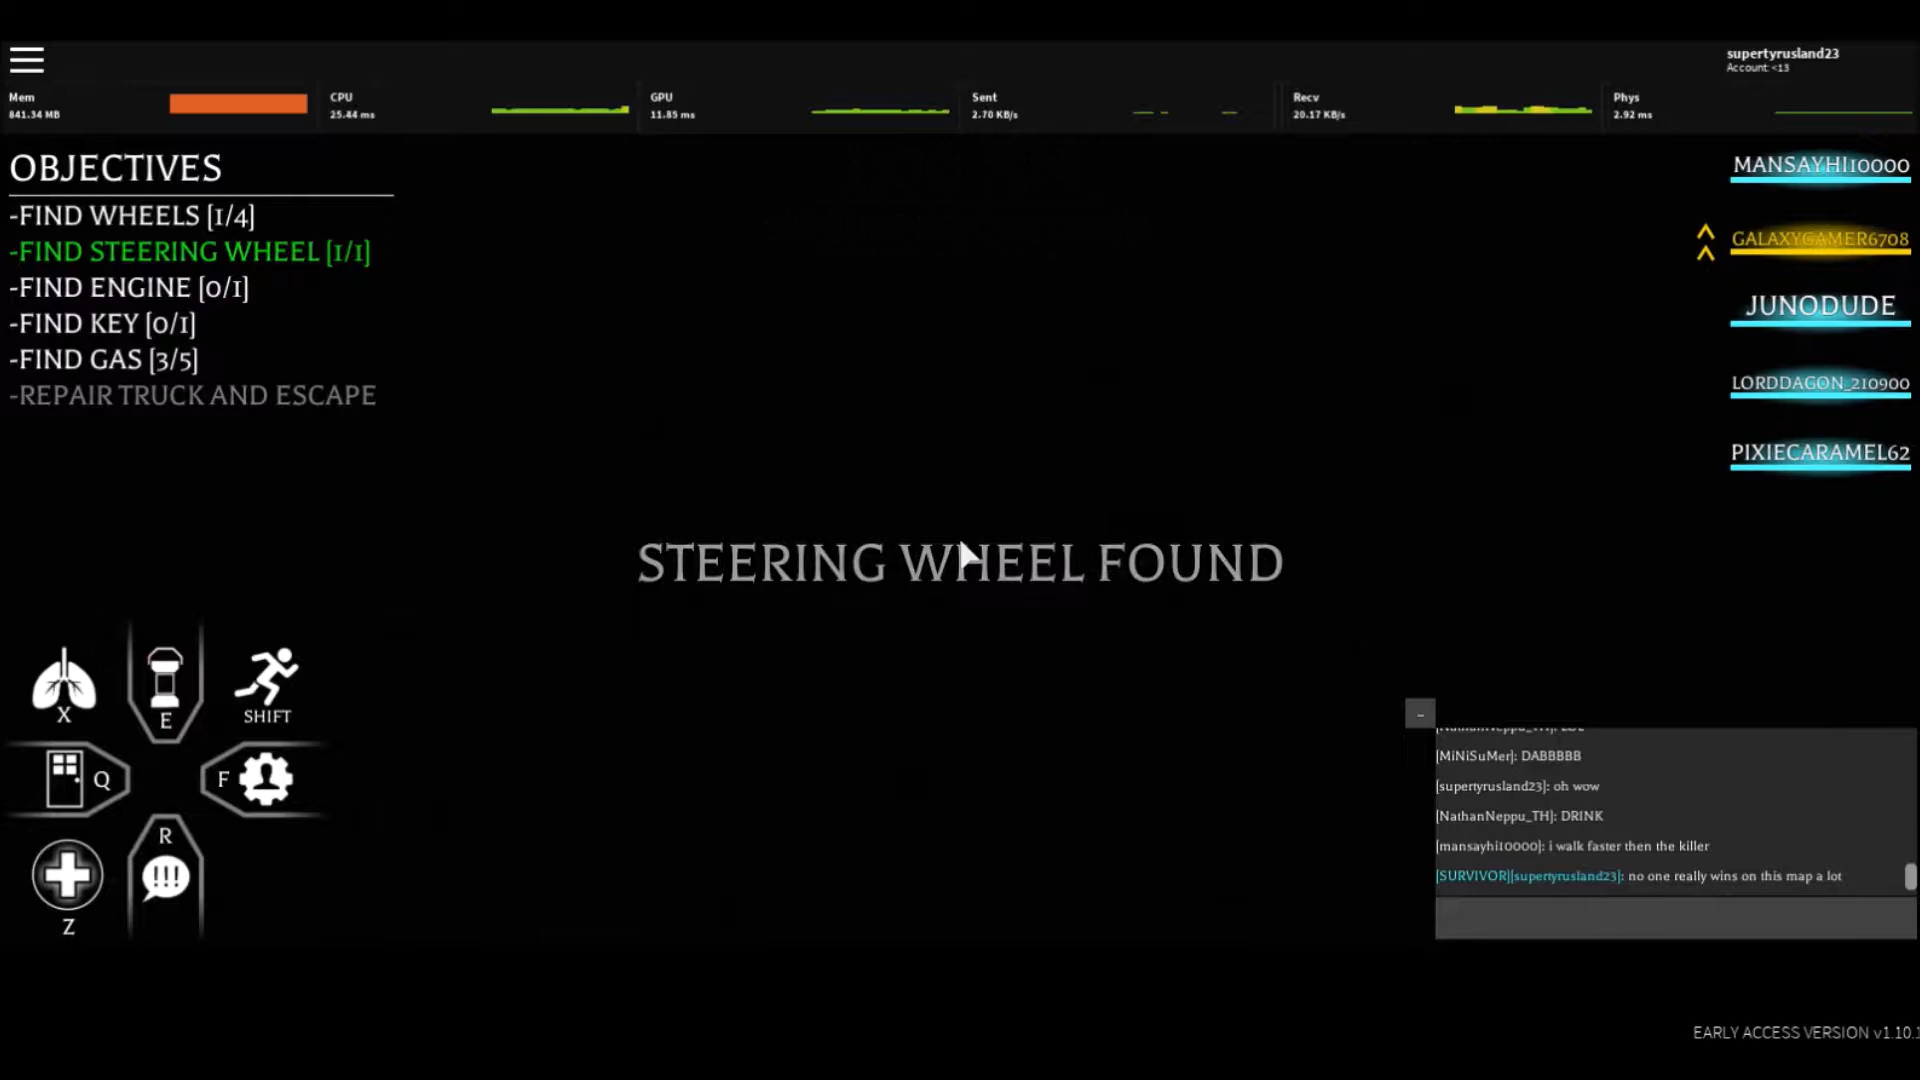 supertyrusland23
Account: <13
Mem
841.34 MB
CPU
25.44 ms
GPU
11.85 ms
Sent
2.70 KB/s
Recv
20.17 KB/s
Phys
2.92 ms
OBJECTIVES
-FIND WHEELS [1/4]
-FIND STEERING WHEEL [1/1]
-FIND ENGINE [0/1]
-FIND KEY [0/1]
-FIND GAS [3/5]
-REPAIR TRUCK AND ESCAPE
MANSAYHI10000
GALAXYGAMER6708
JUNODUDE
LORDDAGON_210900
PIXIECARAMEL62
STEERING WHEEL FOUND
X
E
SHIFT
Q
F
R
Z
!!!
-
[NathanNeppu_TH]: LOL
[MiNiSuMer]: DABBBBB
[supertyrusland23]: oh wow
[NathanNeppu_TH]: DRINK
[mansayhi10000]: i walk faster then the killer
[SURVIVOR][supertyrusland23]: no one really wins on this map a lot
EARLY ACCESS VERSION v1.10.1